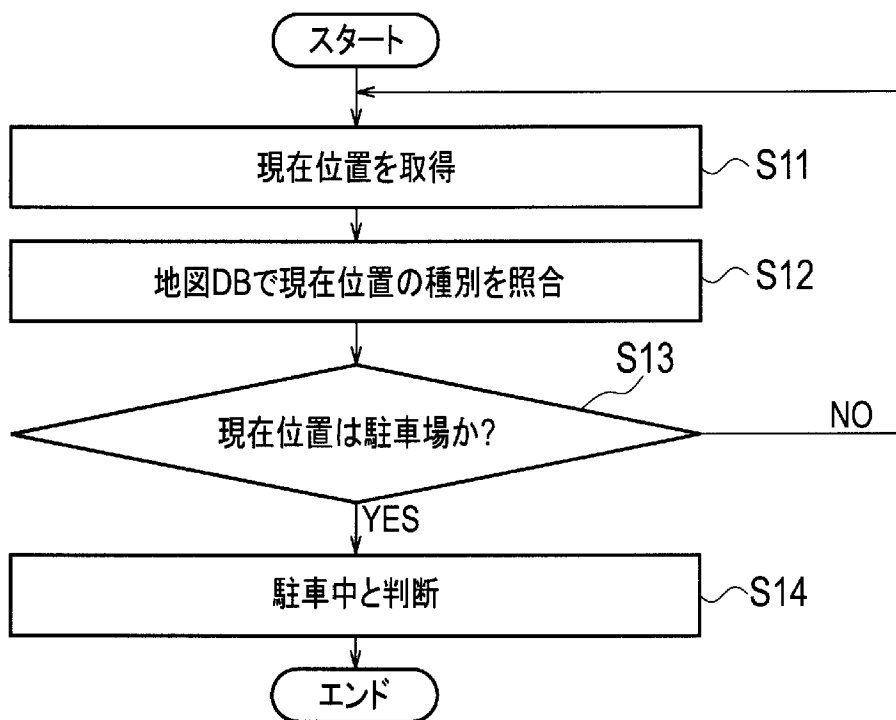 スタート
現在位置を取得
S11
地図DBで現在位置の種別を照合
S12
S13
現在位置は駐車場か?
NO
YES
駐車中と判断
S14
エンド